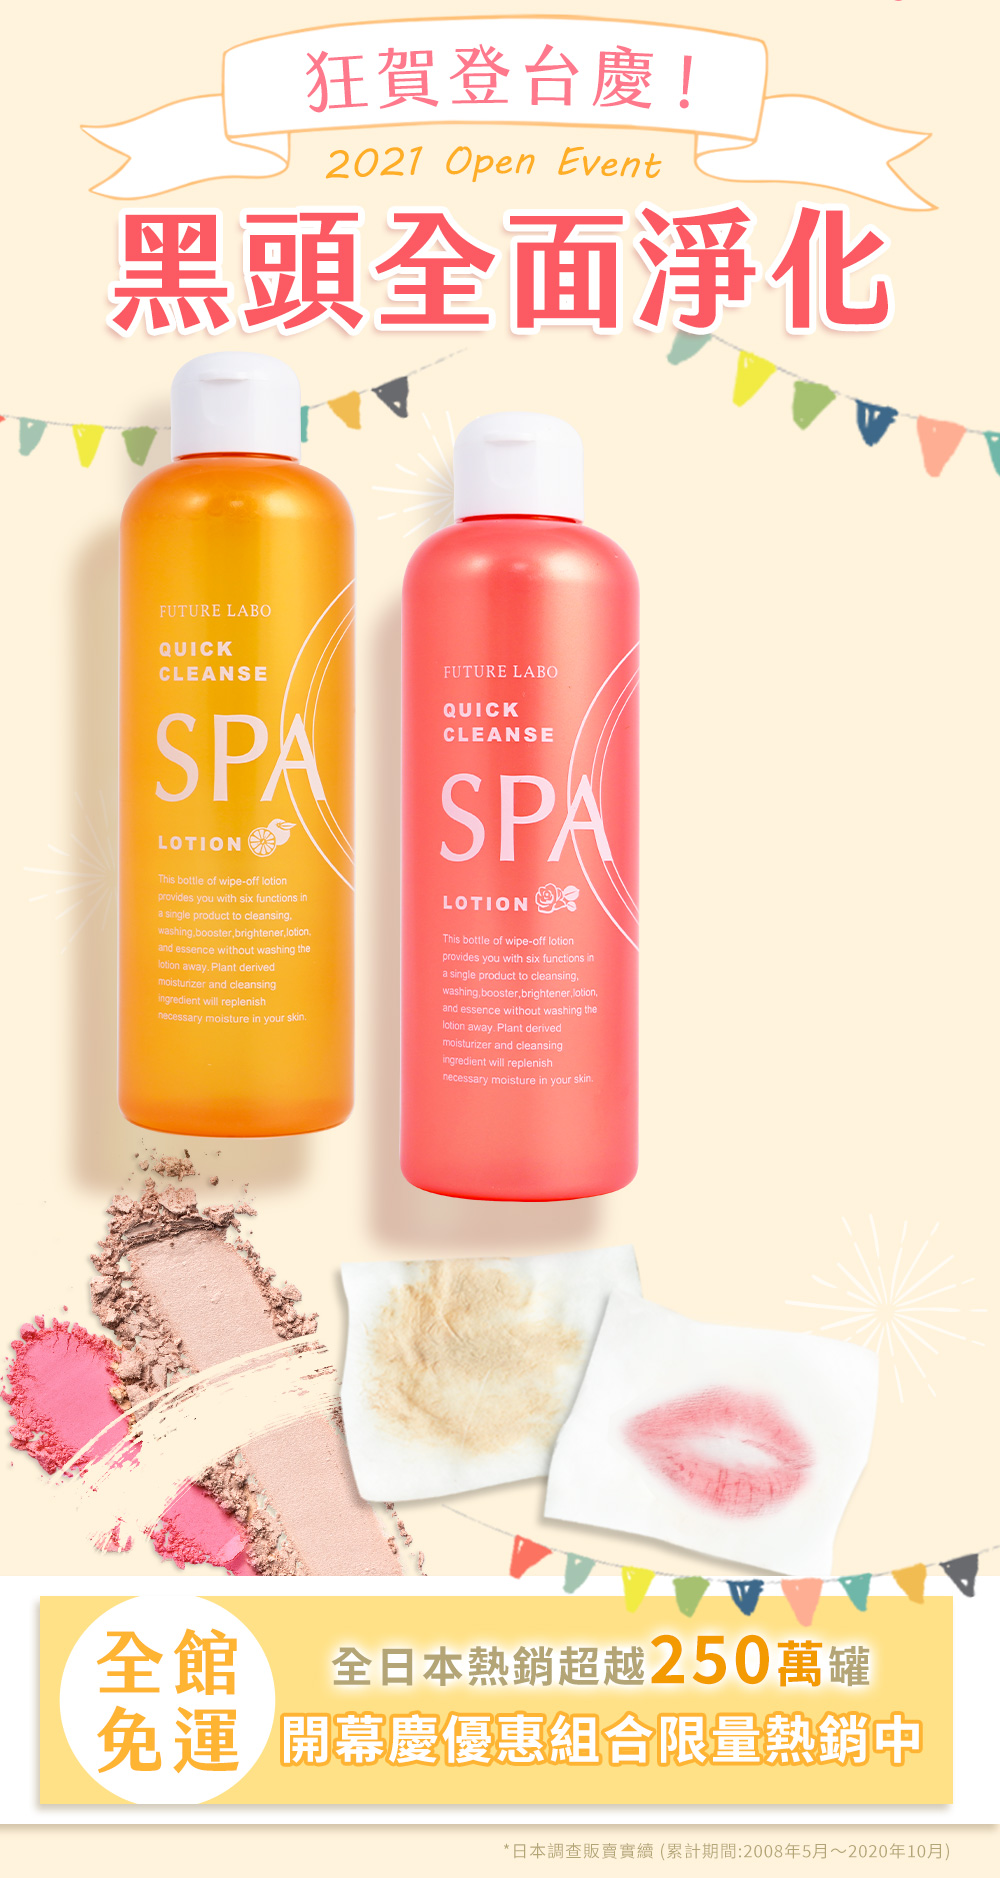 狂賀登台慶!
2021 Open Event
黑頭全面淨化
FUTURE LABO
QUICK
CLEANSE
SPA
LOTION
This bottle of wipe-off lotion
provides you with six functions in
a single product to cleansing,
washing,booster,brightener,lotion,
and essence without washing the
lotion away. Plant derived
moisturizer and cleansing
ingredient will replenish
necessary moisture in your skin.
FUTURE LABO
QUICK
CLEANSE
SPA
LOTION
This bottle of wipe-off lotion
provides you with six functions in
a single product to cleansing,
washing,booster,brightener,lotion,
and essence without washing the
lotion away. Plant derived
moisturizer and cleansing
ingredient will replenish
necessary moisture in your skin.
全館
免運
全日本熱銷超越250萬罐
開幕慶優惠組合限量熱銷中
*日本調查販賣實續 (累計期間:2008年5月～2020年10月)